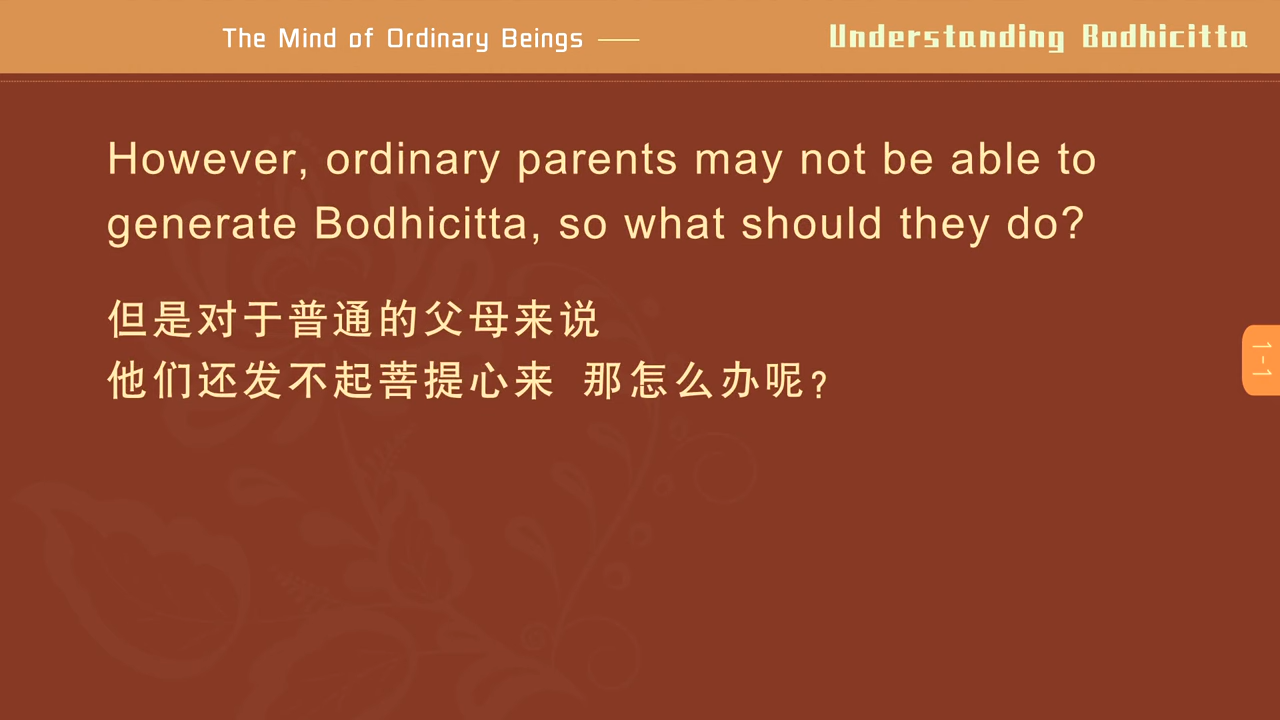 The Mind of Ordinary Beings ——
Understanding Bodhicitta
However, ordinary parents may not be able to
generate Bodhicitta, so what should they do?
但是对于普通的父母来说
他们还发不起菩提心来 那怎么办呢?
1-1